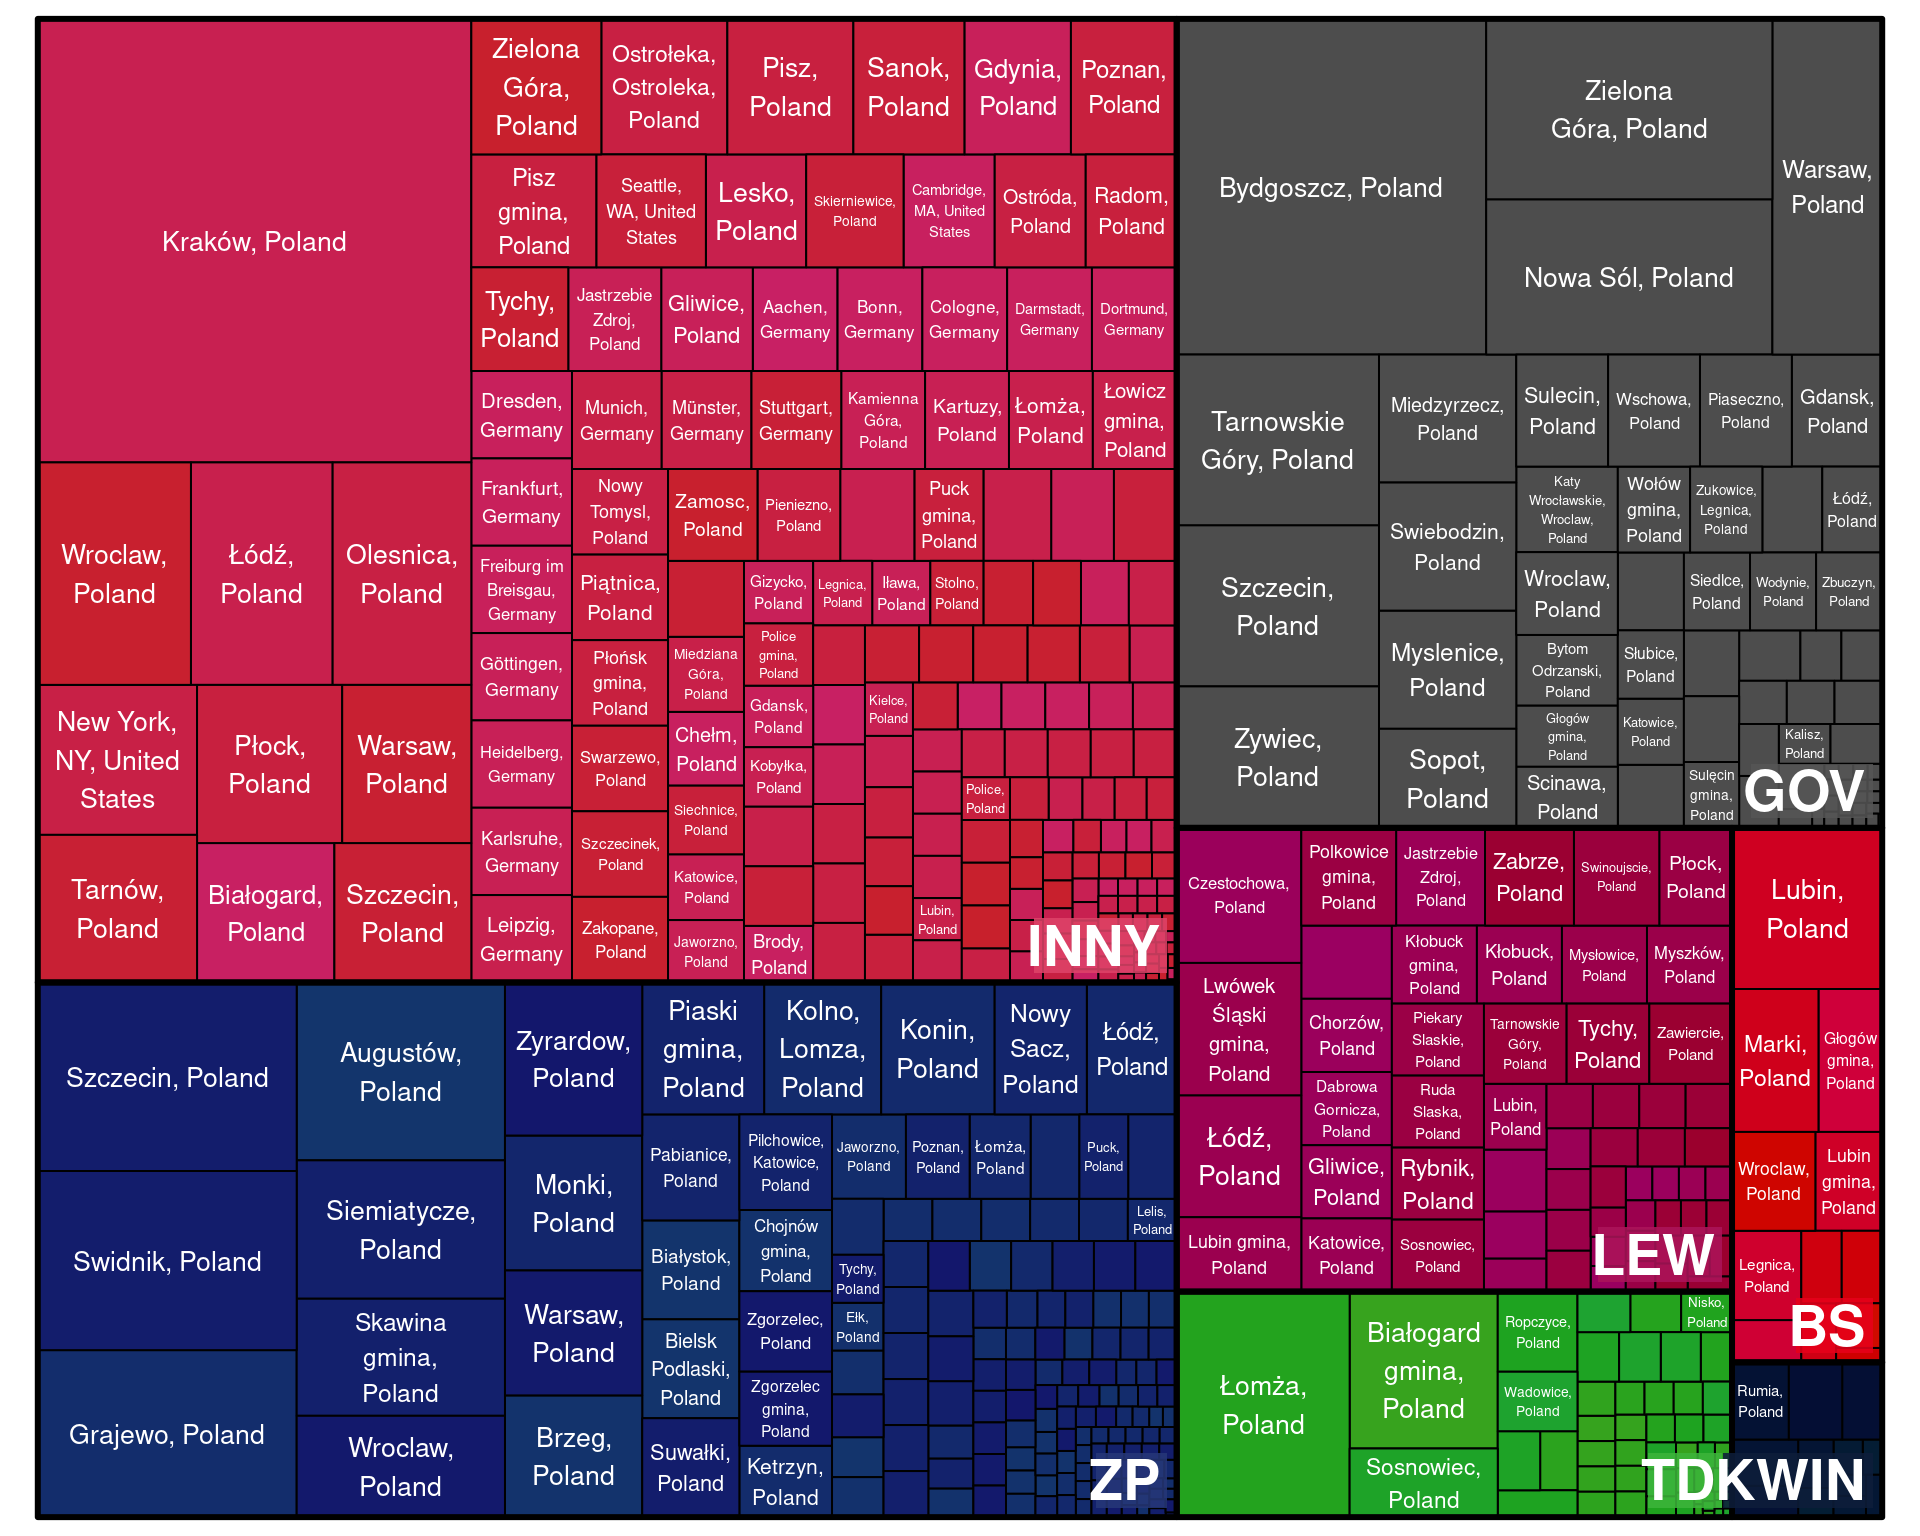 Kraków, Poland
Zielona
Góra,
Poland
Ostrołeka,
Ostroleka,
Poland
Pisz,
Poland
Sanok,
Poland
Gdynia,
Poland
Poznan,
Poland
Pisz
gmina,
Poland
Seattle,
WA, United
States
Lesko,
Poland
Skierniewice,
Poland
Cambridge,
MA, United
States
Ostróda,
Poland
Radom,
Poland
Tychy,
Poland
Jastrzebie
Zdroj,
Poland
Gliwice,
Poland
Aachen,
Germany
Bonn,
Germany
Cologne,
Germany
Darmstadt,
Germany
Dortmund,
Germany
Dresden,
Germany
Munich,
Germany
Münster,
Germany
Stuttgart,
Germany
Kamienna
Góra,
Poland
Kartuzy,
Poland
Łomża,
Poland
Łowicz
gmina,
Poland
Wroclaw,
Poland
Łódź,
Poland
Olesnica,
Poland
Frankfurt,
Germany
Nowy
Tomysl,
Poland
Zamosc,
Poland
Pieniezno,
Poland
Puck
gmina,
Poland
Freiburg im
Breisgau,
Germany
Piątnica,
Poland
Gizycko,
Poland
Legnica,
Poland
Iława,
Poland
Stolno,
Poland
Göttingen,
Germany
Płońsk
gmina,
Poland
Miedziana
Góra,
Poland
Police
gmina,
Poland
Gdansk,
Poland
Kielce,
Poland
New York,
NY, United
States
Płock,
Poland
Warsaw,
Poland
Heidelberg,
Germany
Swarzewo,
Poland
Chełm,
Poland
Kobyłka,
Poland
Police,
Poland
Tarnów,
Poland
Białogard,
Poland
Szczecin,
Poland
Karlsruhe,
Germany
Szczecinek,
Poland
Siechnice,
Poland
Katowice,
Poland
Leipzig,
Germany
Zakopane,
Poland
Jaworzno,
Poland
Brody,
Poland
Lubin,
Poland
INNY
Bydgoszcz, Poland
Zielona
Góra, Poland
Nowa Sól, Poland
Warsaw,
Poland
Tarnowskie
Góry, Poland
Szczecin,
Poland
Zywiec,
Poland
Miedzyrzecz,
Poland
Swiebodzin,
Poland
Myslenice,
Poland
Sopot,
Poland
Sulecin,
Poland
Wschowa,
Poland
Piaseczno,
Poland
Gdansk,
Poland
Katy
Wrocławskie,
Wroclaw,
Poland
Wołów
gmina,
Poland
Zukowice,
Legnica,
Poland
Łódź,
Poland
Wroclaw,
Poland
Siedlce,
Poland
Wodynie,
Poland
Zbuczyn,
Poland
Bytom
Odrzanski,
Poland
Słubice,
Poland
Głogów
gmina,
Poland
Katowice,
Poland
Kalisz,
Poland
Scinawa,
Poland
Sulęcin
gmina,
Poland
GOV
Szczecin, Poland
Swidnik, Poland
Grajewo, Poland
Augustów,
Poland
Siemiatycze,
Poland
Skawina
gmina,
Poland
Wroclaw,
Poland
Zyrardow,
Poland
Monki,
Poland
Warsaw,
Poland
Brzeg,
Poland
Piaski
gmina,
Poland
Kolno,
Lomza,
Poland
Konin,
Poland
Nowy
Sacz,
Poland
Łódź,
Poland
Pabianice,
Poland
Pilchowice,
Katowice,
Poland
Jaworzno,
Poland
Poznan,
Poland
Łomża,
Poland
Puck,
Poland
Białystok,
Poland
Chojnów
gmina,
Poland
Lelis,
Poland
Tychy,
Poland
Bielsk
Podlaski,
Poland
Zgorzelec,
Poland
Ełk,
Poland
Zgorzelec
gmina,
Poland
Suwałki,
Poland
Ketrzyn,
Poland
ZP
Czestochowa,
Poland
Lwówek
Śląski
gmina,
Poland
Łódź,
Poland
Lubin gmina,
Poland
Polkowice
gmina,
Poland
Jastrzebie
Zdroj,
Poland
Zabrze,
Poland
Swinoujscie,
Poland
Płock,
Poland
Kłobuck
gmina,
Poland
Kłobuck,
Poland
Mysłowice,
Poland
Myszków,
Poland
Chorzów,
Poland
Piekary
Slaskie,
Poland
Tarnowskie
Góry,
Poland
Tychy,
Poland
Zawiercie,
Poland
Dabrowa
Gornicza,
Poland
Ruda
Slaska,
Poland
Lubin,
Poland
Gliwice,
Poland
Rybnik,
Poland
Katowice,
Poland
Sosnowiec,
Poland
LEW
Lubin,
Poland
Marki,
Poland
Głogów
gmina,
Poland
Wroclaw,
Poland
Lubin
gmina,
Poland
Legnica,
Poland
BS
Łomża,
Poland
Białogard
gmina,
Poland
Sosnowiec,
Poland
Ropczyce,
Poland
Wadowice,
Poland
Nisko,
Poland
Rumia,
Poland
TDKWIN